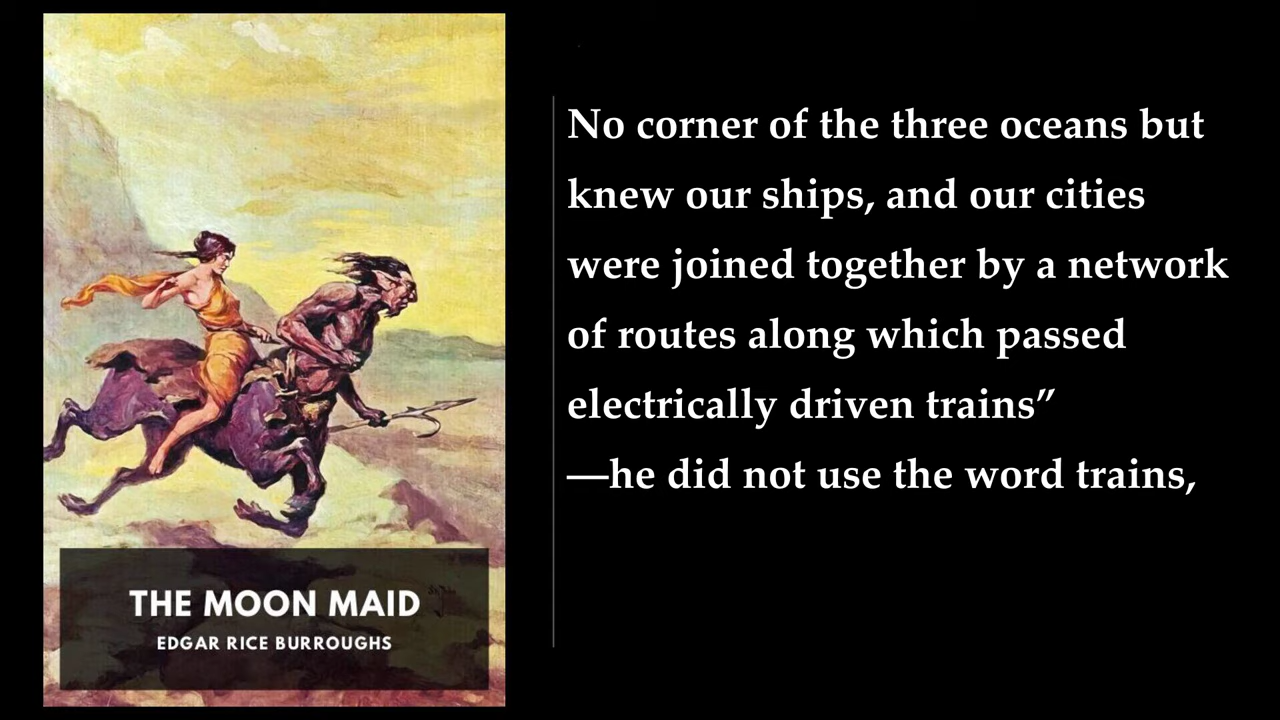 THE MOON MAID
EDGAR RICE BURROUGHS
No corner of the three oceans but
knew our ships, and our cities
were joined together by a network
of routes along which passed
electrically driven trains”
—he did not use the word trains,